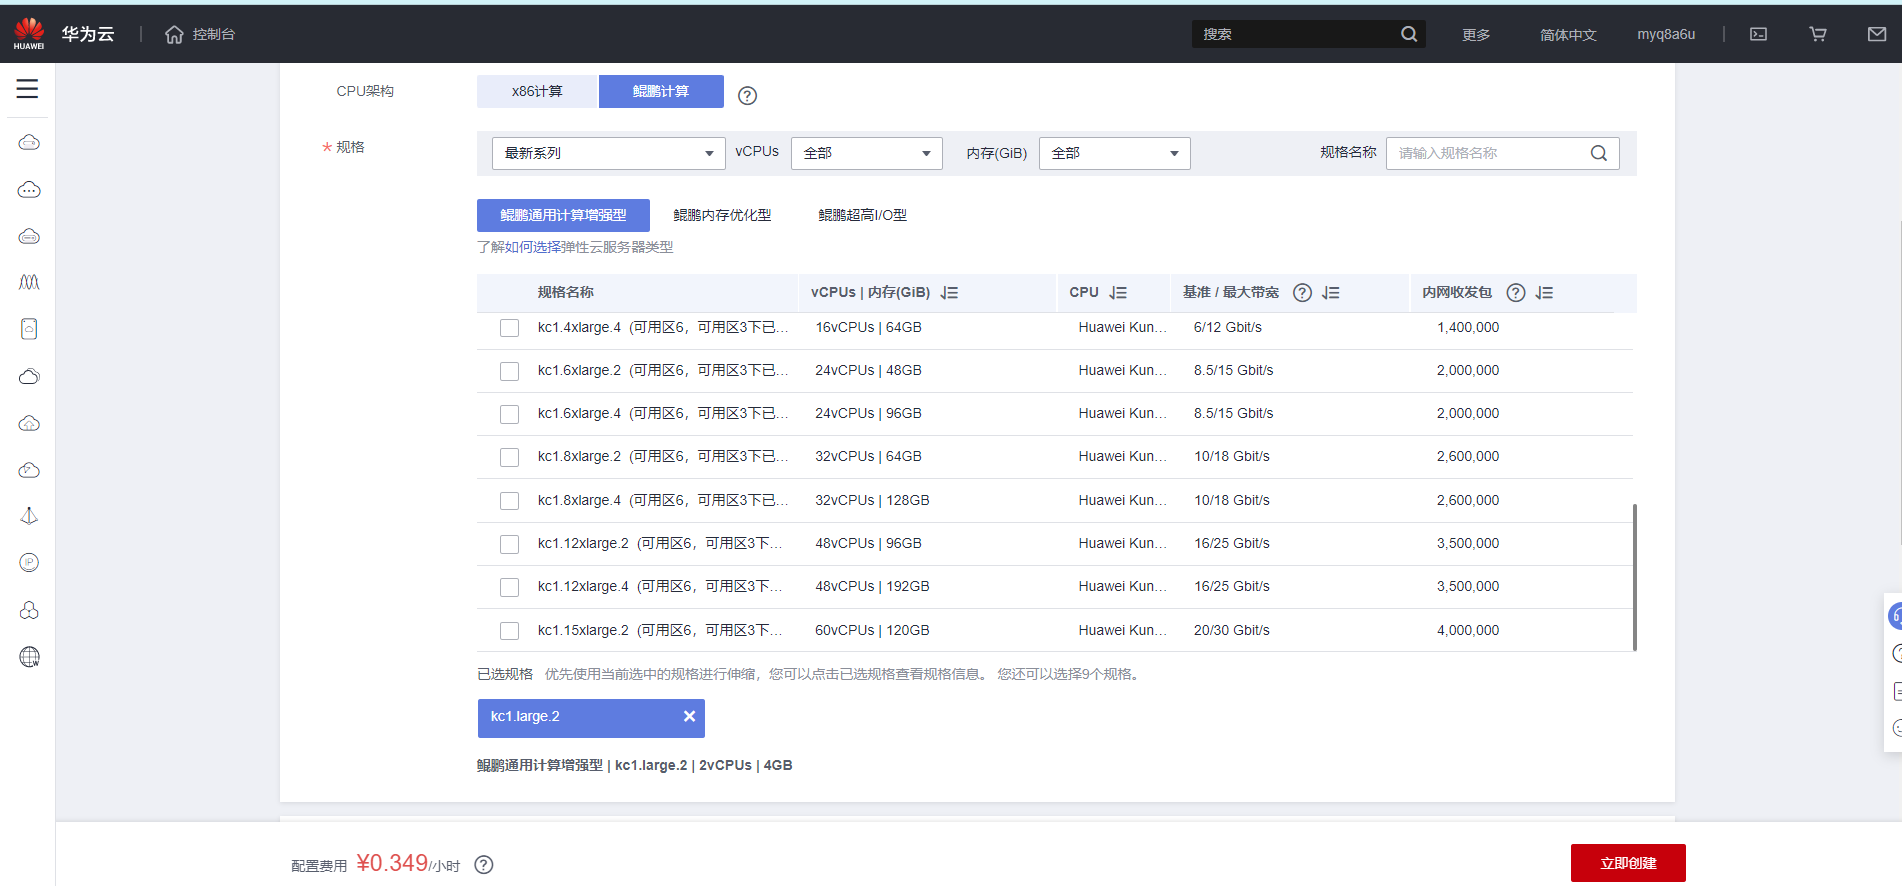 HUAWEI 华为云 控制台 搜索 更多 简体中文 myq8a6u
CPU架构 x86计算 鲲鹏计算
* 规格 最新系列 vCPUs 全部 内存(GiB) 全部 规格名称 请输入规格名称
鲲鹏通用计算增强型 鲲鹏内存优化型 鲲鹏超高I/O型
了解如何选择弹性云服务器类型
规格名称 vCPUs | 内存(GiB) CPU 基准 / 最大带宽 内网收发包
kc1.4xlarge.4 (可用区6, 可用区3下已... 16vCPUs | 64GB Huawei Kun... 6/12 Gbit/s 1,400,000
kc1.6xlarge.2 (可用区6, 可用区3下已... 24vCPUs | 48GB Huawei Kun... 8.5/15 Gbit/s 2,000,000
kc1.6xlarge.4 (可用区6, 可用区3下已... 24vCPUs | 96GB Huawei Kun... 8.5/15 Gbit/s 2,000,000
kc1.8xlarge.2 (可用区6, 可用区3下已... 32vCPUs | 64GB Huawei Kun... 10/18 Gbit/s 2,600,000
kc1.8xlarge.4 (可用区6, 可用区3下已... 32vCPUs | 128GB Huawei Kun... 10/18 Gbit/s 2,600,000
kc1.12xlarge.2 (可用区6, 可用区3下... 48vCPUs | 96GB Huawei Kun... 16/25 Gbit/s 3,500,000
kc1.12xlarge.4 (可用区6, 可用区3下... 48vCPUs | 192GB Huawei Kun... 16/25 Gbit/s 3,500,000
kc1.15xlarge.2 (可用区6, 可用区3下... 60vCPUs | 120GB Huawei Kun... 20/30 Gbit/s 4,000,000
已选规格 优先使用当前选中的规格进行伸缩，您可以点击已选规格查看规格信息。 您还可以选择9个规格。
kc1.large.2
鲲鹏通用计算增强型 | kc1.large.2 | 2vCPUs | 4GB
配置费用 ¥0.349/小时 立即创建
IP